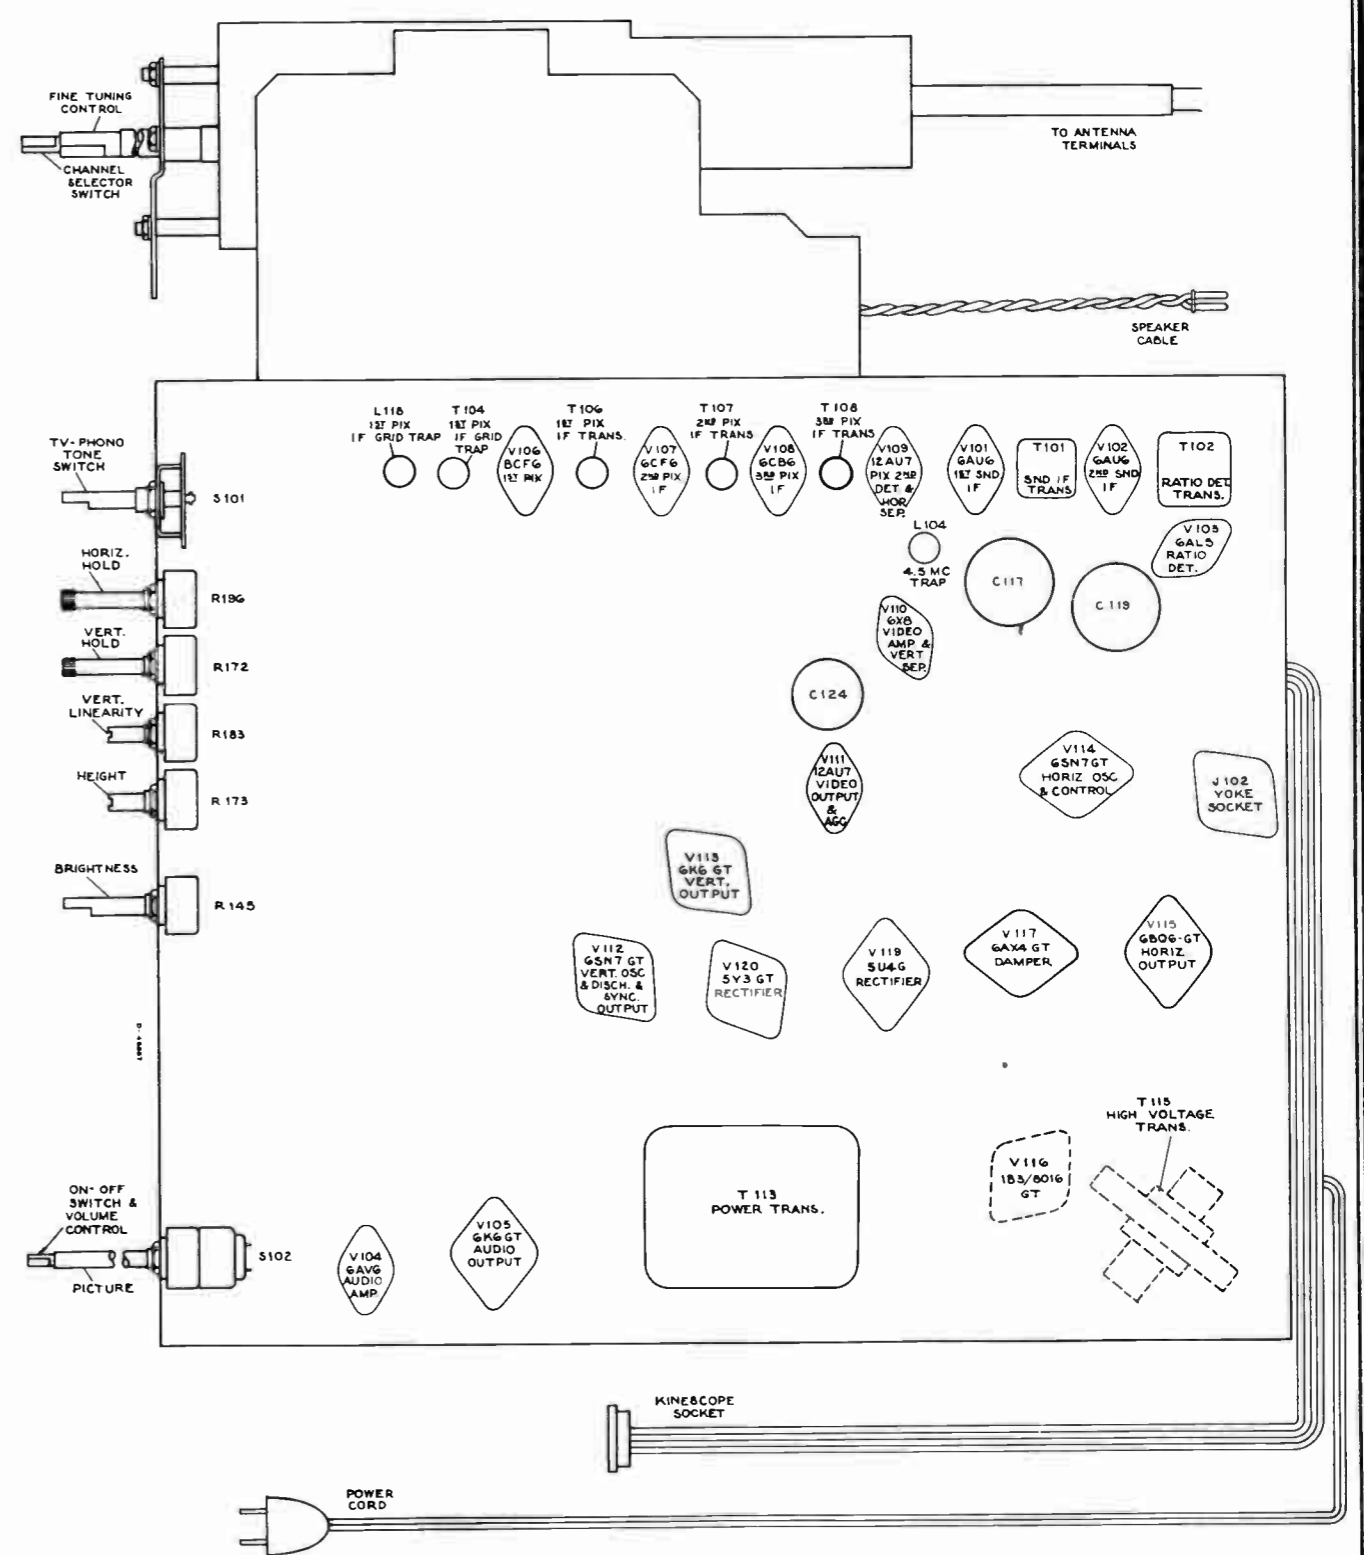 FINE TUNING
CONTROL
CHANNEL
SELECTOR
SWITCH
TO ANTENNA
TERMINALS
SPEAKER
CABLE
TV-PHONO
TONE
SWITCH
S101
L118
1ST PIX
IF GRID TRAP
T104
1ST PIX
IF GRID
TRAP
V106
6CF6
1ST PIX
T106
1ST PIX
IF TRANS.
V107
6CF6
2ND PIX
IF
T107
2ND PIX
IF TRANS
V108
6CB6
3RD PIX
IF
T108
3RD PIX
IF TRANS
V109
12AU7
PIX 2ND
DET &
HOR
SEP.
V101
6AU6
1ST SND
IF
T101
SND IF
TRANS
V102
6AU6
2ND SND
IF
T102
RATIO DET
TRANS.
V103
6AL5
RATIO
DET.
L104
4.5 MC
TRAP
C117
C119
HORIZ.
HOLD
R196
V110
6X8
VIDEO
AMP &
VERT
SEP.
VERT.
HOLD
R172
C124
VERT.
LINEARITY
R183
HEIGHT
R173
V111
12AU7
VIDEO
OUTPUT
&
AGC
V114
6SN7GT
HORIZ OSC
& CONTROL
J102
YOKE
SOCKET
BRIGHTNESS
R145
V113
6K6 GT
VERT.
OUTPUT
V112
6SN7 GT
VERT. OSC
& DISCH. &
SYNC.
OUTPUT
V120
5Y3 GT
RECTIFIER
V119
5U4G
RECTIFIER
V117
6AX4 GT
DAMPER
V115
6BQ6-GT
HORIZ
OUTPUT
T115
HIGH VOLTAGE
TRANS.
V116
1B3/8016
GT
T113
POWER TRANS.
ON-OFF
SWITCH &
VOLUME
CONTROL
PICTURE
S102
V104
6AV6
AUDIO
AMP.
V105
6K6 GT
AUDIO
OUTPUT
KINESCOPE
SOCKET
POWER
CORD